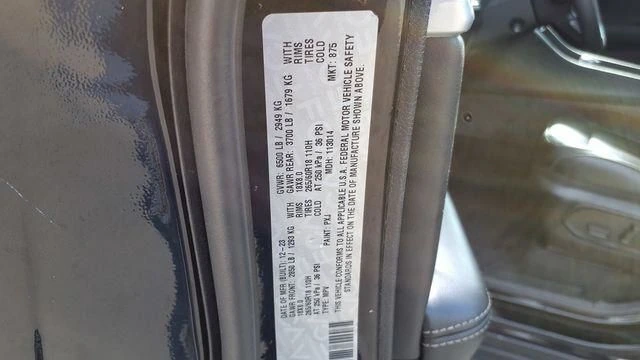 DATE OF MFR (BUILT): 12-23 GVWR: 6500 LB / 2949 KG
GAWR FRONT: 2850 LB / 1293 KG WITH GAWR REAR: 3700 LB / 1679 KG WITH
18X8.0 RIMS 18X8.0 RIMS
265/60R18 110H TIRES 265/60R18 110H TIRES
AT 250 kPa / 36 PSI COLD AT 250 kPa / 36 PSI COLD
TYPE: MPV PAINT: PXJ MDH: 113014 MKT: 875
THIS VEHICLE CONFORMS TO ALL APPLICABLE U.S.A. FEDERAL MOTOR VEHICLE SAFETY
STANDARDS IN EFFECT ON THE DATE OF MANUFACTURE SHOWN ABOVE.